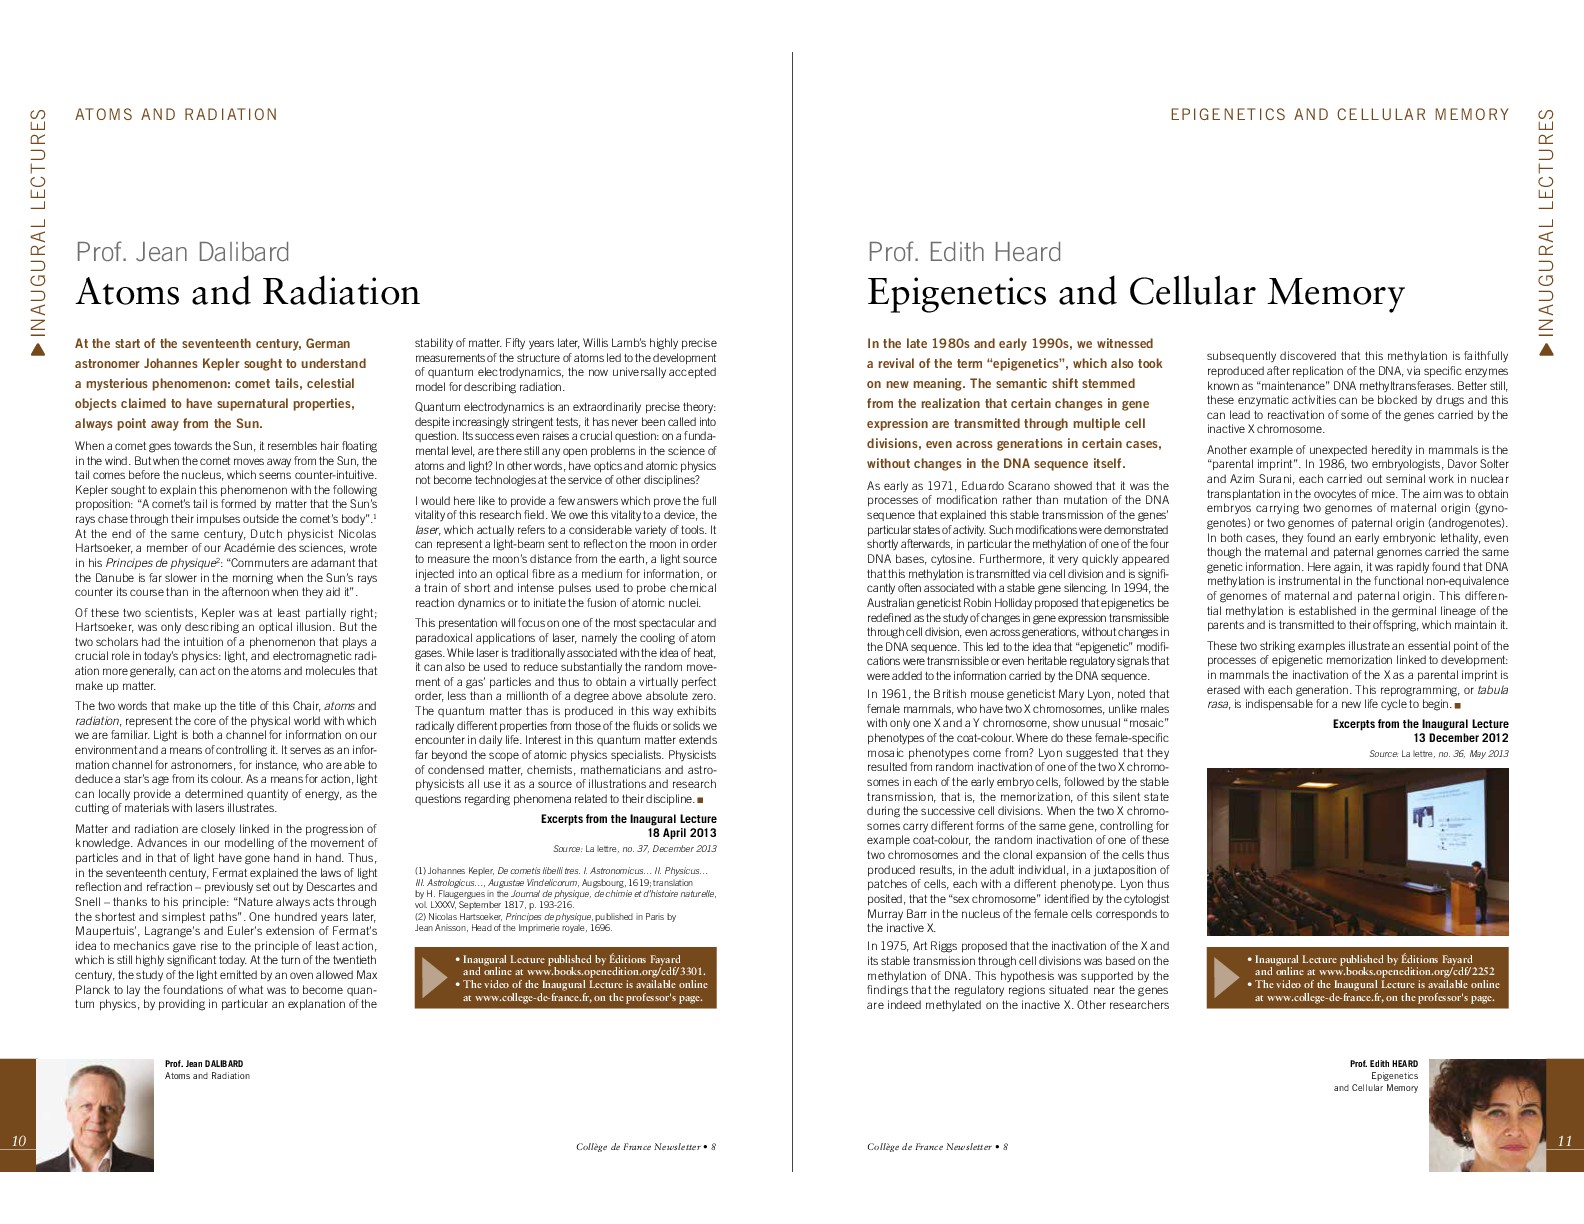 ATOMS AND RADIATION
▲ INAUGURAL LECTURES
Prof. Jean Dalibard
Atoms and Radiation
At the start of the seventeenth century, German
astronomer Johannes Kepler sought to understand
a mysterious phenomenon: comet tails, celestial
objects claimed to have supernatural properties,
always point away from the Sun.
When a comet goes towards the Sun, it resembles hair floating
in the wind. But when the comet moves away from the Sun, the
tail comes before the nucleus, which seems counter-intuitive.
Kepler sought to explain this phenomenon with the following
proposition: “A comet's tail is formed by matter that the Sun's
rays chase through their impulses outside the comet's body”.1
At the end of the same century, Dutch physicist Nicolas
Hartsoeker, a member of our Académie des sciences, wrote
in his Principes de physique2: “Commuters are adamant that
the Danube is far slower in the morning when the Sun's rays
counter its course than in the afternoon when they aid it”.
Of these two scientists, Kepler was at least partially right;
Hartsoeker, was only describing an optical illusion. But the
two scholars had the intuition of a phenomenon that plays a
crucial role in today's physics: light, and electromagnetic radi-
ation more generally, can act on the atoms and molecules that
make up matter.
The two words that make up the title of this Chair, atoms and
radiation, represent the core of the physical world with which
we are familiar. Light is both a channel for information on our
environment and a means of controlling it. It serves as an infor-
mation channel for astronomers, for instance, who are able to
deduce a star's age from its colour. As a means for action, light
can locally provide a determined quantity of energy, as the
cutting of materials with lasers illustrates.
Matter and radiation are closely linked in the progression of
knowledge. Advances in our modelling of the movement of
particles and in that of light have gone hand in hand. Thus,
in the seventeenth century, Fermat explained the laws of light
reflection and refraction – previously set out by Descartes and
Snell – thanks to his principle: “Nature always acts through
the shortest and simplest paths”. One hundred years later,
Maupertuis', Lagrange's and Euler's extension of Fermat's
idea to mechanics gave rise to the principle of least action,
which is still highly significant today. At the turn of the twentieth
century, the study of the light emitted by an oven allowed Max
Planck to lay the foundations of what was to become quan-
tum physics, by providing in particular an explanation of the
stability of matter. Fifty years later, Willis Lamb's highly precise
measurements of the structure of atoms led to the development
of quantum electrodynamics, the now universally accepted
model for describing radiation.
Quantum electrodynamics is an extraordinarily precise theory:
despite increasingly stringent tests, it has never been called into
question. Its success even raises a crucial question: on a funda-
mental level, are there still any open problems in the science of
atoms and light? In other words, have optics and atomic physics
not become technologies at the service of other disciplines?
I would here like to provide a few answers which prove the full
vitality of this research field. We owe this vitality to a device, the
laser, which actually refers to a considerable variety of tools. It
can represent a light-beam sent to reflect on the moon in order
to measure the moon's distance from the earth, a light source
injected into an optical fibre as a medium for information, or
a train of short and intense pulses used to probe chemical
reaction dynamics or to initiate the fusion of atomic nuclei.
This presentation will focus on one of the most spectacular and
paradoxical applications of laser, namely the cooling of atom
gases. While laser is traditionally associated with the idea of heat,
it can also be used to reduce substantially the random move-
ment of a gas' particles and thus to obtain a virtually perfect
order, less than a millionth of a degree above absolute zero.
The quantum matter thas is produced in this way exhibits
radically different properties from those of the fluids or solids we
encounter in daily life. Interest in this quantum matter extends
far beyond the scope of atomic physics specialists. Physicists
of condensed matter, chemists, mathematicians and astro-
physicists all use it as a source of illustrations and research
questions regarding phenomena related to their discipline. ■
Excerpts from the Inaugural Lecture
18 April 2013
Source: La lettre, no. 37, December 2013
(1) Johannes Kepler, De cometis libelli tres. I. Astronomicus… II. Physicus…
III. Astrologicus…, Augustæ Vindelicorum, Augsbourg, 1619; translation
by H. Flaugergues in the Journal de physique, de chimie et d'histoire naturelle,
vol. LXXXV, September 1817, p. 193-216.
(2) Nicolas Hartsoeker, Principes de physique, published in Paris by
Jean Anisson, Head of the Imprimerie royale, 1696.
• Inaugural Lecture published by Éditions Fayard
and online at www.books.openedition.org/cdf/3301.
• The video of the Inaugural Lecture is available online
at www.college-de-france.fr, on the professor's page.
Prof. Jean DALIBARD
Atoms and Radiation
10
Collège de France Newsletter • 8
EPIGENETICS AND CELLULAR MEMORY
▲ INAUGURAL LECTURES
Prof. Edith Heard
Epigenetics and Cellular Memory
In the late 1980s and early 1990s, we witnessed
a revival of the term “epigenetics”, which also took
on new meaning. The semantic shift stemmed
from the realization that certain changes in gene
expression are transmitted through multiple cell
divisions, even across generations in certain cases,
without changes in the DNA sequence itself.
As early as 1971, Eduardo Scarano showed that it was the
processes of modification rather than mutation of the DNA
sequence that explained this stable transmission of the genes'
particular states of activity. Such modifications were demonstrated
shortly afterwards, in particular the methylation of one of the four
DNA bases, cytosine. Furthermore, it very quickly appeared
that this methylation is transmitted via cell division and is signifi-
cantly often associated with a stable gene silencing. In 1994, the
Australian geneticist Robin Holliday proposed that epigenetics be
redefined as the study of changes in gene expression transmissible
through cell division, even across generations, without changes in
the DNA sequence. This led to the idea that “epigenetic” modifi-
cations were transmissible or even heritable regulatory signals that
were added to the information carried by the DNA sequence.
In 1961, the British mouse geneticist Mary Lyon, noted that
female mammals, who have two X chromosomes, unlike males
with only one X and a Y chromosome, show unusual “mosaic”
phenotypes of the coat-colour. Where do these female-specific
mosaic phenotypes come from? Lyon suggested that they
resulted from random inactivation of one of the two X chromo-
somes in each of the early embryo cells, followed by the stable
transmission, that is, the memorization, of this silent state
during the successive cell divisions. When the two X chromo-
somes carry different forms of the same gene, controlling for
example coat-colour, the random inactivation of one of these
two chromosomes and the clonal expansion of the cells thus
produced results, in the adult individual, in a juxtaposition of
patches of cells, each with a different phenotype. Lyon thus
posited, that the “sex chromosome” identified by the cytologist
Murray Barr in the nucleus of the female cells corresponds to
the inactive X.
In 1975, Art Riggs proposed that the inactivation of the X and
its stable transmission through cell divisions was based on the
methylation of DNA. This hypothesis was supported by the
findings that the regulatory regions situated near the genes
are indeed methylated on the inactive X. Other researchers
subsequently discovered that this methylation is faithfully
reproduced after replication of the DNA, via specific enzymes
known as “maintenance” DNA methyltransferases. Better still,
these enzymatic activities can be blocked by drugs and this
can lead to reactivation of some of the genes carried by the
inactive X chromosome.
Another example of unexpected heredity in mammals is the
“parental imprint”. In 1986, two embryologists, Davor Solter
and Azim Surani, each carried out seminal work in nuclear
transplantation in the ovocytes of mice. The aim was to obtain
embryos carrying two genomes of maternal origin (gyno-
genotes) or two genomes of paternal origin (androgenotes).
In both cases, they found an early embryonic lethality, even
though the maternal and paternal genomes carried the same
genetic information. Here again, it was rapidly found that DNA
methylation is instrumental in the functional non-equivalence
of genomes of maternal and paternal origin. This differen-
tial methylation is established in the germinal lineage of the
parents and is transmitted to their offspring, which maintain it.
These two striking examples illustrate an essential point of the
processes of epigenetic memorization linked to development:
in mammals the inactivation of the X as a parental imprint is
erased with each generation. This reprogramming, or tabula
rasa, is indispensable for a new life cycle to begin. ■
Excerpts from the Inaugural Lecture
13 December 2012
Source: La lettre, no. 36, May 2013
• Inaugural Lecture published by Éditions Fayard
and online at www.books.openedition.org/cdf/2252
• The video of the Inaugural Lecture is available online
at www.college-de-france.fr, on the professor's page.
Prof. Edith HEARD
Epigenetics
and Cellular Memory
Collège de France Newsletter • 8
11